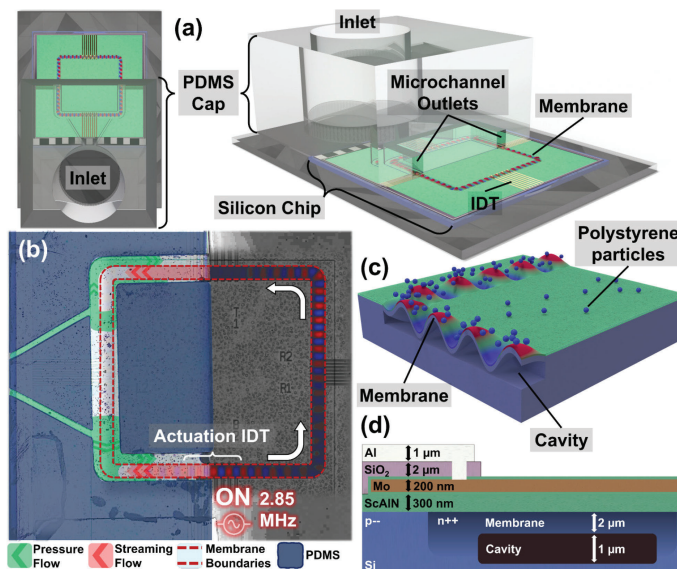 (a)
Inlet
PDMS
Cap
Microchannel
Outlets
Membrane
Inlet
IDT
Silicon Chip
(b)
R2
R1
Actuation IDT
ON 2.85
MHz
Pressure
Flow
Streaming
Flow
Membrane
Boundaries
PDMS
(c)
Polystyrene
particles
Membrane
Cavity
(d)
Al
1 µm
SiO₂
2 µm
Mo
200 nm
ScAlN
300 nm
p--
n++
Membrane
2 µm
Cavity
1 µm
Si